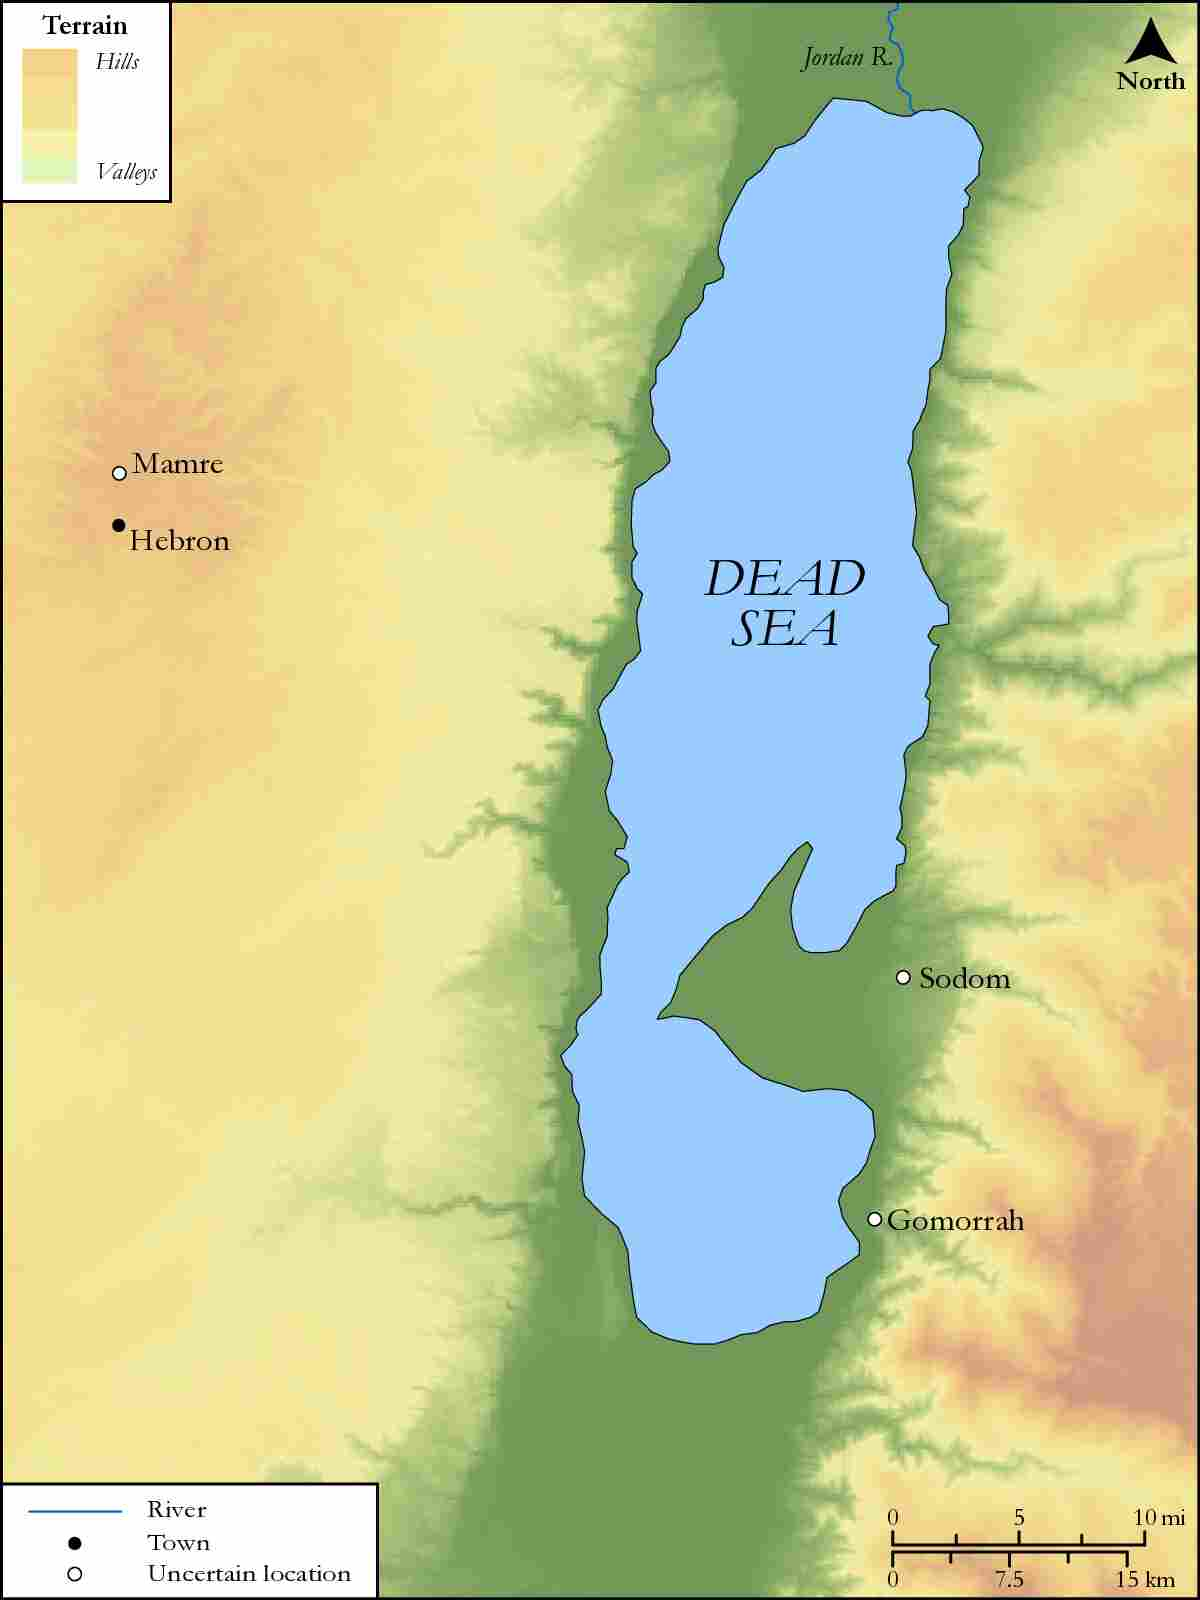 Terrain
Hills
Valleys
Jordan R.
North
Mamre
Hebron
DEAD
SEA
Sodom
Gomorrah
River
Town
Uncertain location
0 5 10 mi
0 7.5 15 km